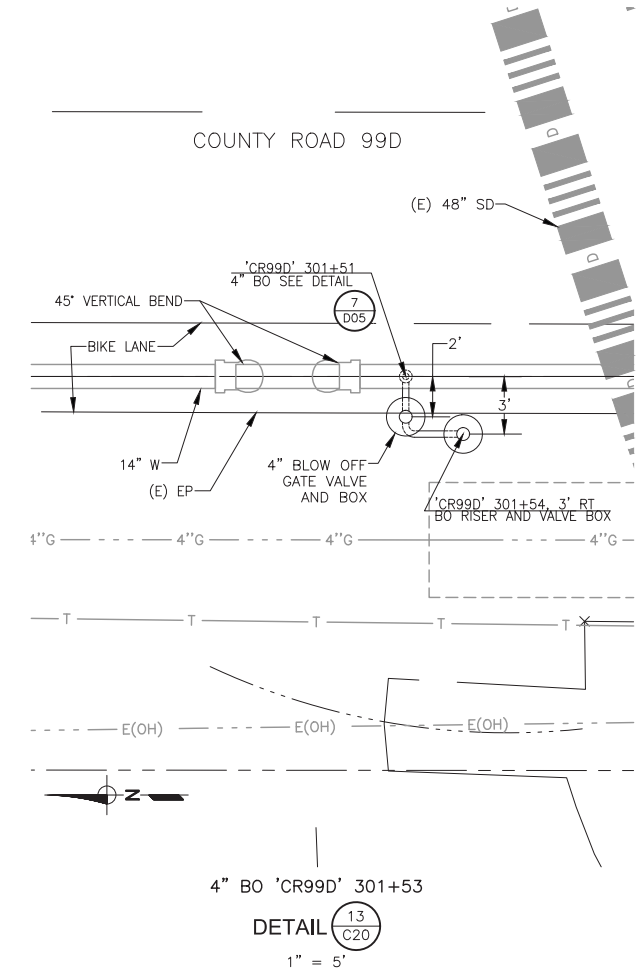 D
D
COUNTY ROAD 99D
(E) 48" SD
D
'CR99D' 301+51
4" BO SEE DETAIL
7
D05
45° VERTICAL BEND
2'
BIKE LANE
D
3'
14" W
4" BLOW OFF
GATE VALVE
AND BOX
(E) EP
'CR99D' 301+54, 3' RT
BO RISER AND VALVE BOX
4"G 4"G 4"G 4"G
T T T T T
E(OH) E(OH) E(OH)
N
4" BO 'CR99D' 301+53
DETAIL 13
C20
1" = 5'